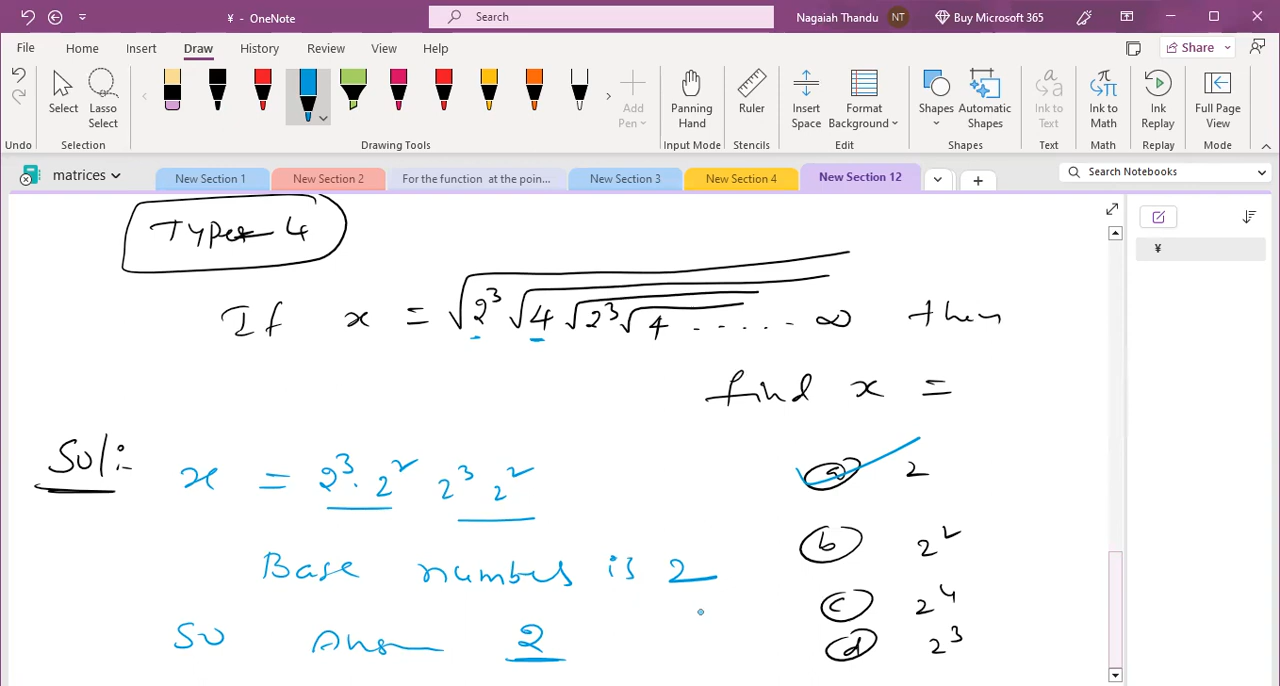 ¥ - OneNote
Search
Nagaiah Thandu NT
Buy Microsoft 365
File Home Insert Draw History Review View Help
Share
Select
Lasso Select
Add Pen
Panning Hand
Ruler
Insert Space
Format Background
Shapes
Automatic Shapes
Ink to Text
Ink to Math
Ink Replay
Full Page View
Undo Selection Drawing Tools Input Mode Stencils Edit Shapes Text Math Replay Mode
matrices
New Section 1 New Section 2 For the function at the poin... New Section 3 New Section 4 New Section 12
Search Notebooks
¥
Type-4
If x = √2³√4√2³√4 ...... ∞ then
find x =
Sol:- x = 2³·2² 2³ 2²
a 2
Base number is 2
b 2²
c 2⁴
So Ans 2
d 2³